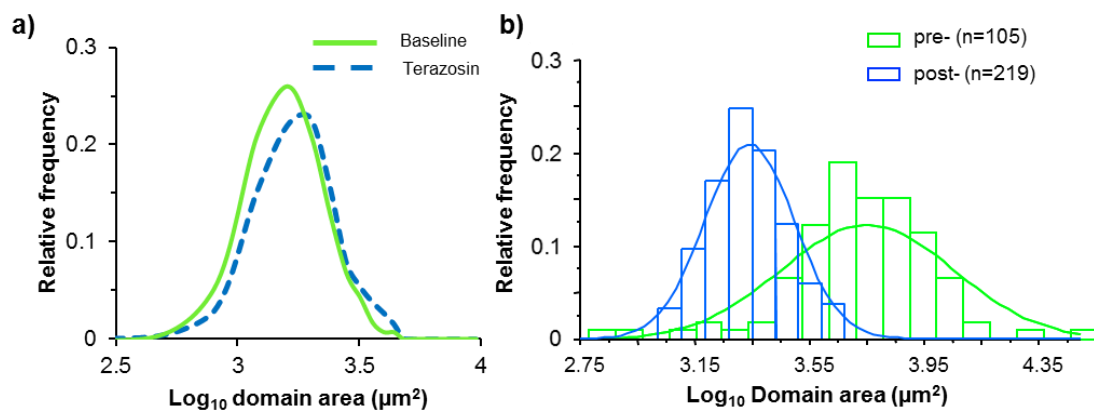 a)
Baseline
Terazosin
0.3
0.2
0.1
0
Relative frequency
2.5 3 3.5 4
Log10 domain area (µm²)
b)
pre- (n=105)
post- (n=219)
0.3
0.2
0.1
0
Relative frequency
2.75 3.15 3.55 3.95 4.35
Log10 Domain area (µm²)